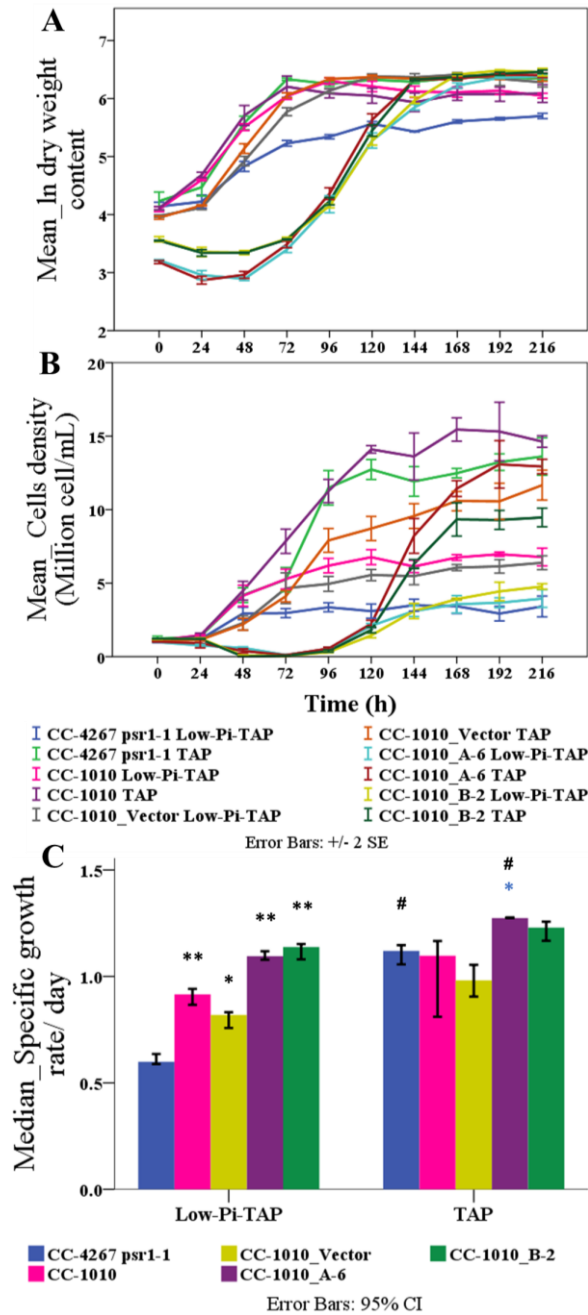 A
Mean_ln dry weight
content
7
6
5
4
3
2
0 24 48 72 96 120 144 168 192 216
B
Mean_ Cells density
(Million cell/mL)
20
15
10
5
0
0 24 48 72 96 120 144 168 192 216
Time (h)
CC-4267 psr1-1 Low-Pi-TAP
CC-4267 psr1-1 TAP
CC-1010 Low-Pi-TAP
CC-1010 TAP
CC-1010_Vector Low-Pi-TAP
CC-1010_Vector TAP
CC-1010_A-6 Low-Pi-TAP
CC-1010_A-6 TAP
CC-1010_B-2 Low-Pi-TAP
CC-1010_B-2 TAP
Error Bars: +/- 2 SE
C
Median_Specific growth
rate/ day
1.5
1.0
0.5
0.0
** * ** ** # # *
Low-Pi-TAP TAP
CC-4267 psr1-1
CC-1010
CC-1010_Vector
CC-1010_A-6
CC-1010_B-2
Error Bars: 95% CI